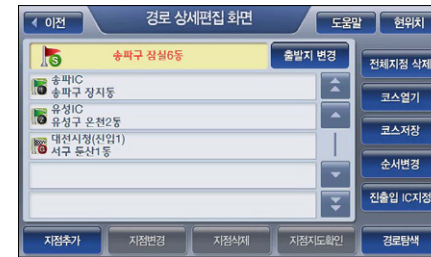 이전
경로 상세편집 화면
도움말
현위치
송파구 잠실6동
출발지 변경
전체지점 삭제
송파IC
송파구 장지동
코스열기
유성IC
유성구 온천2동
코스저장
대전시청(진입1)
서구 둔산1동
순서변경
진출입 IC지정
지점추가
지점변경
지점삭제
지점지도확인
경로탐색